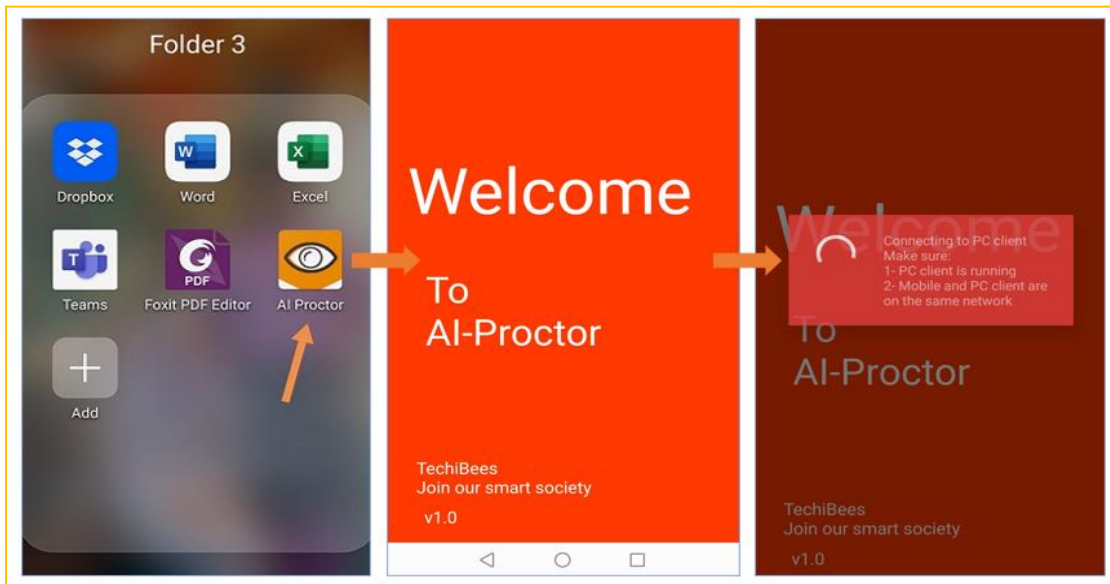 Folder 3
Dropbox
Word
Excel
Teams
PDF
Foxit PDF Editor
AI Proctor
Add
Welcome
To
AI-Proctor
TechiBees
Join our smart society
v1.0
Welcome
Connecting to PC client
Make sure:
1- PC client is running
2- Mobile and PC client are
on the same network
To
AI-Proctor
TechiBees
Join our smart society
v1.0